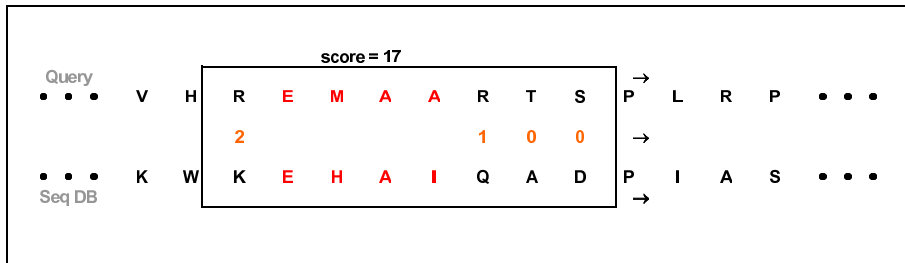 score = 17
Query
• • • V H R E M A A R T S P L R P • • •
2 1 0 0 →
• • • K W K E H A I Q A D P I A S • • •
Seq DB